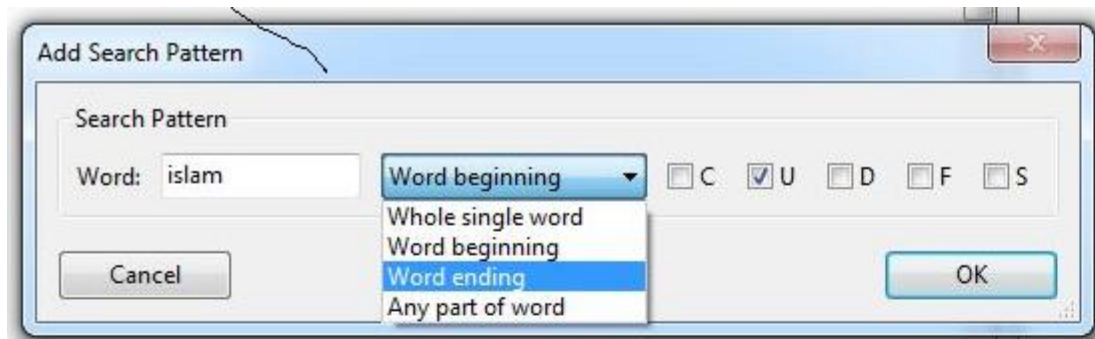 Add Search Pattern
Search Pattern
Word: islam Word beginning C U D F S
Whole single word
Word beginning
Word ending
Any part of word
Cancel OK